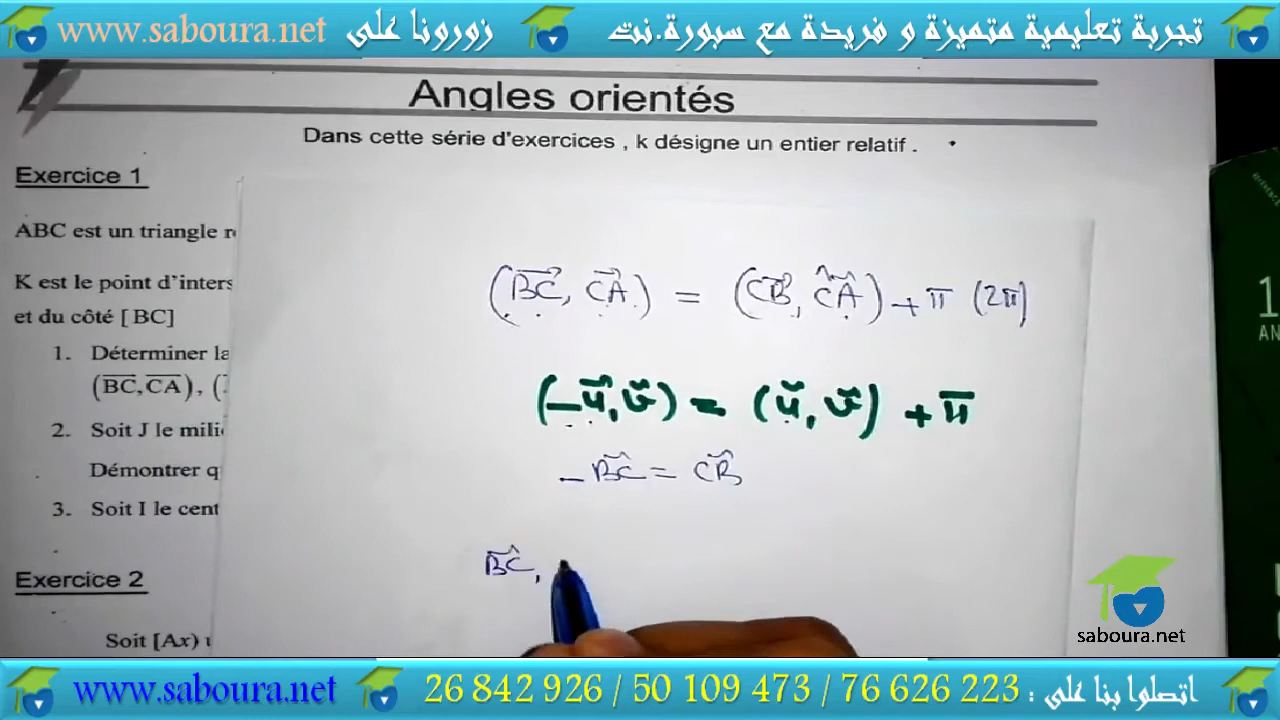 www.saboura.net زورونا على تجربة تعليمية متميزة و فريدة مع سبورة.نت
Angles orientés
Dans cette série d'exercices , k désigne un entier relatif .
Exercice 1
ABC est un triangle r
K est le point d'inters
et du côté [ BC]
1. Déterminer la
(BC, CA) , (
2. Soit J le mili
Démontrer q
3. Soit I le cent
Exercice 2
Soit [Ax) u
(BC, CA) = (CB, CA) + π (2π)
(-u, v) = (u, v) + π
- BC = CB
BC,
1
AN
saboura.net
www.saboura.net 26 842 926 / 50 109 473 / 76 626 223 : اتصلوا بنا على